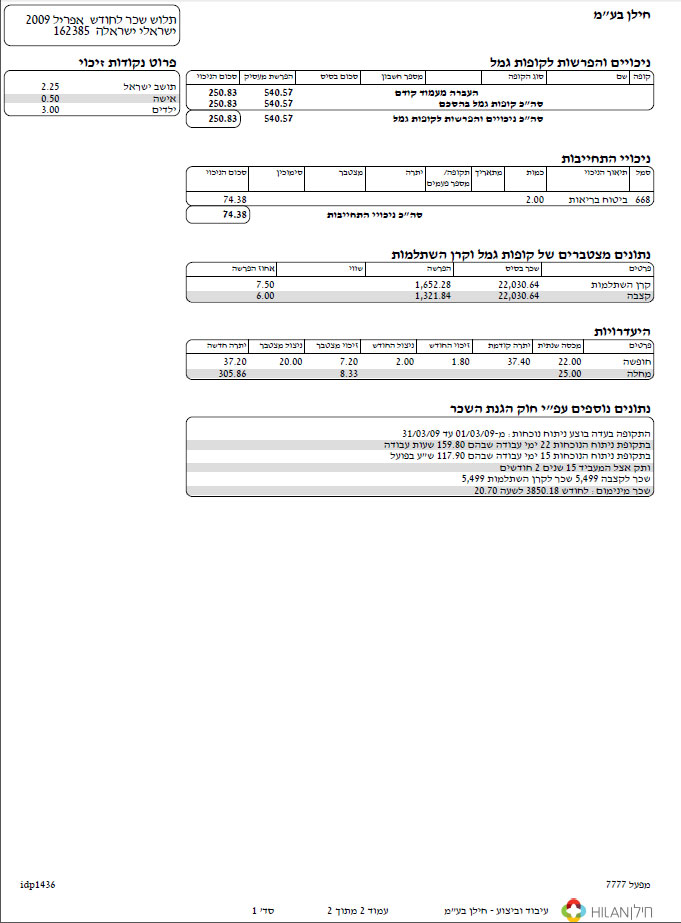 חילן בע״מ
תלוש שכר לחודש אפריל 2009
ישראלי ישראלה 162385
ניכויים והפרשות לקופות גמל
קופה שם סוג הקופה מספר חשבון סכום בסיס הפרשת מעסיק סכום הניכוי
העברה מעמוד קודם 540.57 250.83
סה״כ קופות גמל בהסכם 540.57 250.83
סה״כ ניכויים והפרשות לקופות גמל 540.57 250.83
פרוט נקודות זיכוי
תושב ישראל 2.25
אישה 0.50
ילדים 3.00
ניכויי התחייבות
סמל תיאור הניכוי כמות מתאריך תקופה/מספר פעמים יתרה מצטבר סימוכין סכום הניכוי
668 ביטוח בריאות 2.00 74.38
סה״כ ניכויי התחייבות 74.38
נתונים מצטברים של קופות גמל וקרן השתלמות
פרטים שכר בסיס הפרשה שווי אחוז הפרשה
קרן השתלמות 22,030.64 1,652.28 7.50
קצבה 22,030.64 1,321.84 6.00
היעדרויות
פרטים מכסה שנתית יתרה קודמת זיכוי החודש ניצול החודש זיכוי מצטבר ניצול מצטבר יתרה חדשה
חופשה 22.00 37.40 1.80 2.00 7.20 20.00 37.20
מחלה 25.00 8.33 305.86
נתונים נוספים עפ״י חוק הגנת השכר
התקופה בעדה בוצע ניתוח נוכחות : מ-01/03/09 עד 31/03/09
בתקופת ניתוח הנוכחות 22 ימי עבודה שבהם 159.80 שעות עבודה
בתקופת ניתוח הנוכחות 15 ימי עבודה שבהם 117.90 ש״ע בפועל
ותק אצל המעביד 15 שנים 2 חודשים
שכר לקצבה 5,499 שכר לקרן השתלמות 5,499
שכר מינימום : לחודש 3850.18 לשעה 20.70
מפעל 7777
idp1436
חילן HILAN עיבוד וביצוע - חילן בע״מ עמוד 2 מתוך 2 סד׳ 1